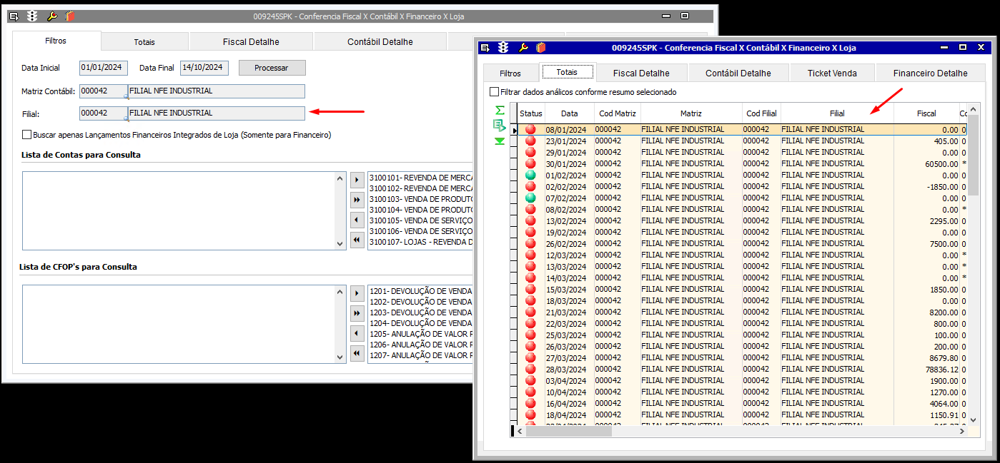 009245SPK - Conferencia Fiscal X Contábil X Financeiro X Loja
Filtros
Totais
Fiscal Detalhe
Contábil Detalhe
Data Inicial
01/01/2024
Data Final
14/10/2024
Processar
Matriz Contábil:
000042
FILIAL NFE INDUSTRIAL
Filial:
000042
FILIAL NFE INDUSTRIAL
Buscar apenas Lançamentos Financeiros Integrados de Loja (Somente para Financeiro)
Lista de Contas para Consulta
3100101- REVENDA DE MERCA
3100102- REVENDA DE MERCA
3100103- VENDA DE PRODUTO
3100104- VENDA DE PRODUTO
3100105- VENDA DE SERVIÇO
3100106- VENDA DE SERVIÇO
3100107- LOJAS - REVENDA D
Lista de CFOP's para Consulta
1201- DEVOLUÇÃO DE VENDA
1202- DEVOLUÇÃO DE VENDA
1203- DEVOLUÇÃO DE VENDA
1204- DEVOLUÇÃO DE VENDA
1205- ANULAÇÃO DE VALOR
1206- ANULAÇÃO DE VALOR
1207- ANULAÇÃO DE VALOR
009245SPK - Conferencia Fiscal X Contábil X Financeiro X Loja
Filtros
Totais
Fiscal Detalhe
Contábil Detalhe
Ticket Venda
Financeiro Detalhe
Filtrar dados análicos conforme resumo selecionado
Status Data Cod Matriz Matriz Cod Filial Filial Fiscal Co
08/01/2024 000042 FILIAL NFE INDUSTRIAL 000042 FILIAL NFE INDUSTRIAL 0.00 0
23/01/2024 000042 FILIAL NFE INDUSTRIAL 000042 FILIAL NFE INDUSTRIAL 405.00 0
29/01/2024 000042 FILIAL NFE INDUSTRIAL 000042 FILIAL NFE INDUSTRIAL 0.00 0
30/01/2024 000042 FILIAL NFE INDUSTRIAL 000042 FILIAL NFE INDUSTRIAL 60500.00 *
01/02/2024 000042 FILIAL NFE INDUSTRIAL 000042 FILIAL NFE INDUSTRIAL 0.00 0
02/02/2024 000042 FILIAL NFE INDUSTRIAL 000042 FILIAL NFE INDUSTRIAL -1850.00 0
07/02/2024 000042 FILIAL NFE INDUSTRIAL 000042 FILIAL NFE INDUSTRIAL 0.00 0
08/02/2024 000042 FILIAL NFE INDUSTRIAL 000042 FILIAL NFE INDUSTRIAL 0.00 *
13/02/2024 000042 FILIAL NFE INDUSTRIAL 000042 FILIAL NFE INDUSTRIAL 2295.00 0
19/02/2024 000042 FILIAL NFE INDUSTRIAL 000042 FILIAL NFE INDUSTRIAL 0.00 0
26/02/2024 000042 FILIAL NFE INDUSTRIAL 000042 FILIAL NFE INDUSTRIAL 7500.00 0
12/03/2024 000042 FILIAL NFE INDUSTRIAL 000042 FILIAL NFE INDUSTRIAL 0.00 *
13/03/2024 000042 FILIAL NFE INDUSTRIAL 000042 FILIAL NFE INDUSTRIAL 0.00 *
14/03/2024 000042 FILIAL NFE INDUSTRIAL 000042 FILIAL NFE INDUSTRIAL 0.00 *
15/03/2024 000042 FILIAL NFE INDUSTRIAL 000042 FILIAL NFE INDUSTRIAL 1850.00 0
18/03/2024 000042 FILIAL NFE INDUSTRIAL 000042 FILIAL NFE INDUSTRIAL 0.00 0
21/03/2024 000042 FILIAL NFE INDUSTRIAL 000042 FILIAL NFE INDUSTRIAL 8200.00 0
22/03/2024 000042 FILIAL NFE INDUSTRIAL 000042 FILIAL NFE INDUSTRIAL 800.00 0
25/03/2024 000042 FILIAL NFE INDUSTRIAL 000042 FILIAL NFE INDUSTRIAL 100.00 0
26/03/2024 000042 FILIAL NFE INDUSTRIAL 000042 FILIAL NFE INDUSTRIAL 200.00 0
27/03/2024 000042 FILIAL NFE INDUSTRIAL 000042 FILIAL NFE INDUSTRIAL 8679.80 0
28/03/2024 000042 FILIAL NFE INDUSTRIAL 000042 FILIAL NFE INDUSTRIAL 78836.12 0
03/04/2024 000042 FILIAL NFE INDUSTRIAL 000042 FILIAL NFE INDUSTRIAL 1900.00 0
10/04/2024 000042 FILIAL NFE INDUSTRIAL 000042 FILIAL NFE INDUSTRIAL 1270.00 0
16/04/2024 000042 FILIAL NFE INDUSTRIAL 000042 FILIAL NFE INDUSTRIAL 4064.00 0
18/04/2024 000042 FILIAL NFE INDUSTRIAL 000042 FILIAL NFE INDUSTRIAL 1150.91 0